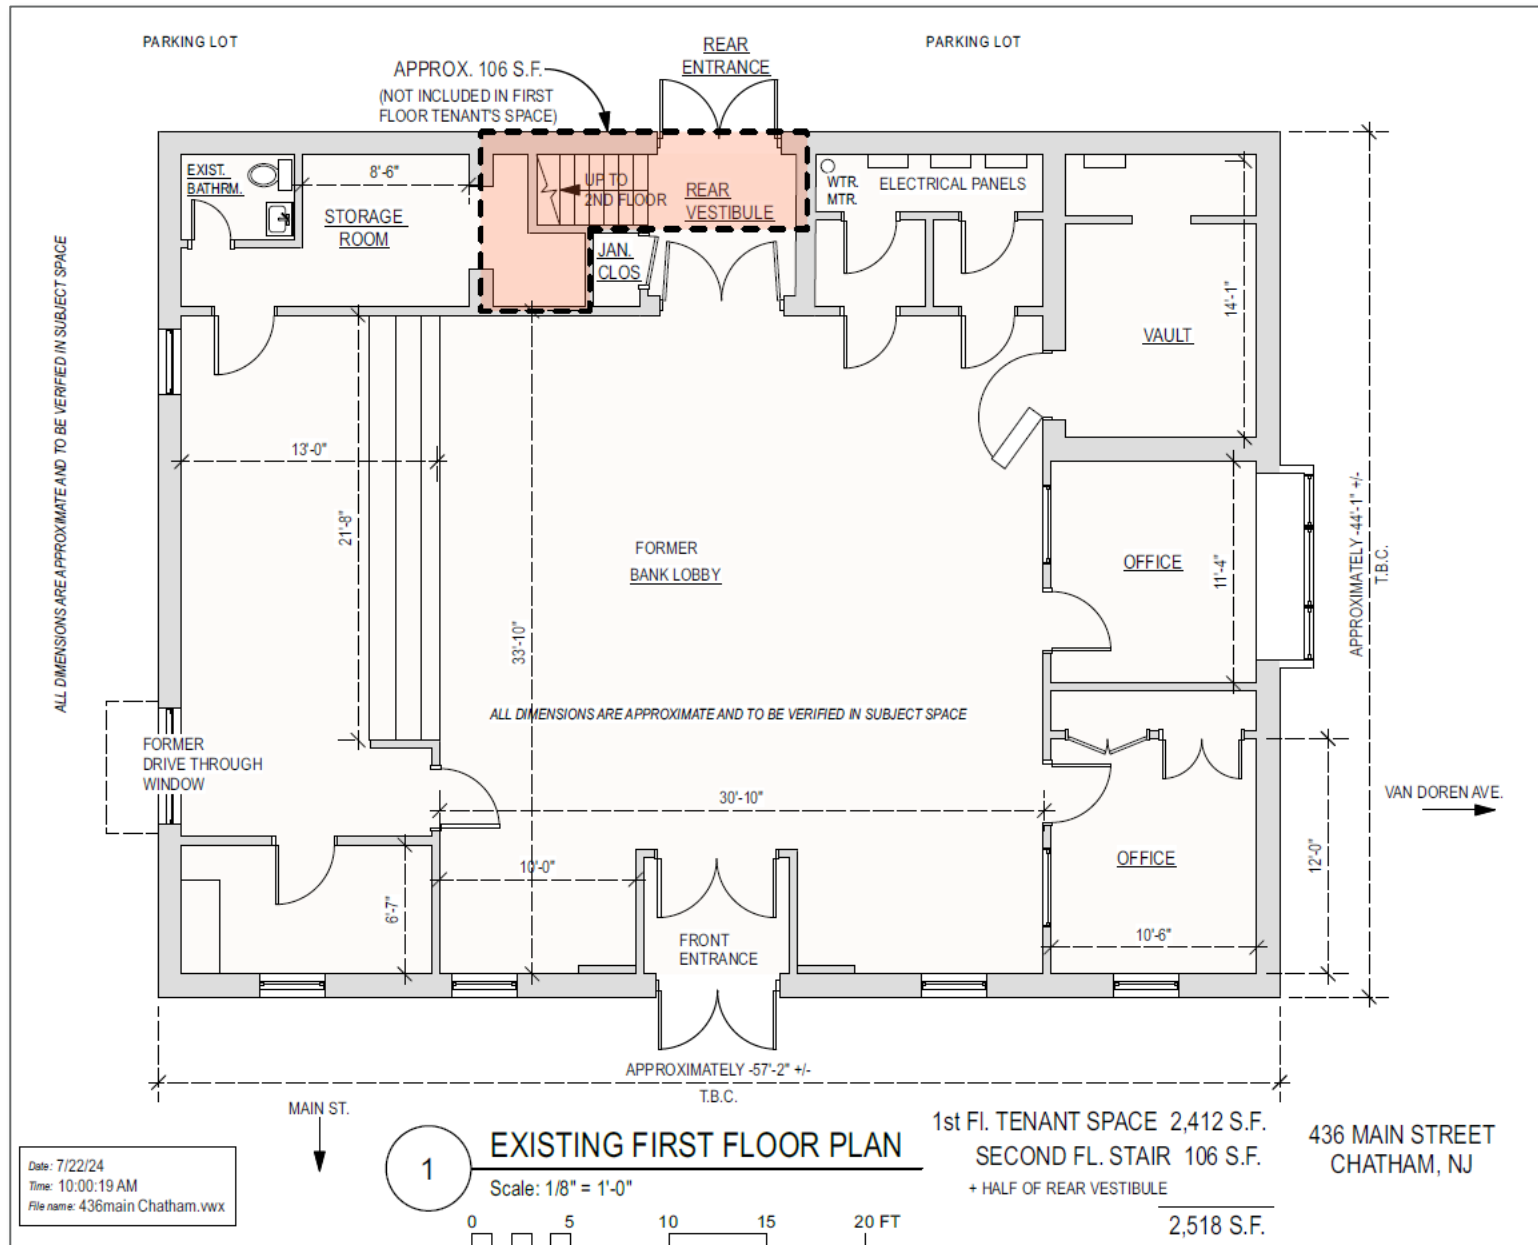 PARKING LOT
REAR
ENTRANCE
PARKING LOT
APPROX. 106 S.F.
(NOT INCLUDED IN FIRST
FLOOR TENANT'S SPACE)
EXIST.
BATHRM.
8'-6"
STORAGE
ROOM
UP TO
2ND FLOOR
REAR
VESTIBULE
JAN.
CLOS
WTR.
MTR.
ELECTRICAL PANELS
14'-1"
VAULT
ALL DIMENSIONS ARE APPROXIMATE AND TO BE VERIFIED IN SUBJECT SPACE
13'-0"
21'-8"
33'-10"
FORMER
BANK LOBBY
OFFICE
11'-4"
APPROXIMATELY -44'-1" +/-
T.B.C.
ALL DIMENSIONS ARE APPROXIMATE AND TO BE VERIFIED IN SUBJECT SPACE
FORMER
DRIVE THROUGH
WINDOW
30'-10"
VAN DOREN AVE.
10'-0"
OFFICE
12'-0"
6'-7"
FRONT
ENTRANCE
10'-6"
APPROXIMATELY -57'-2" +/-
T.B.C.
MAIN ST.
1
EXISTING FIRST FLOOR PLAN
Scale: 1/8" = 1'-0"
0 5 10 15 20 FT
1st Fl. TENANT SPACE 2,412 S.F.
SECOND FL. STAIR 106 S.F.
+ HALF OF REAR VESTIBULE
2,518 S.F.
436 MAIN STREET
CHATHAM, NJ
Date: 7/22/24
Time: 10:00:19 AM
File name: 436main Chatham.vwx